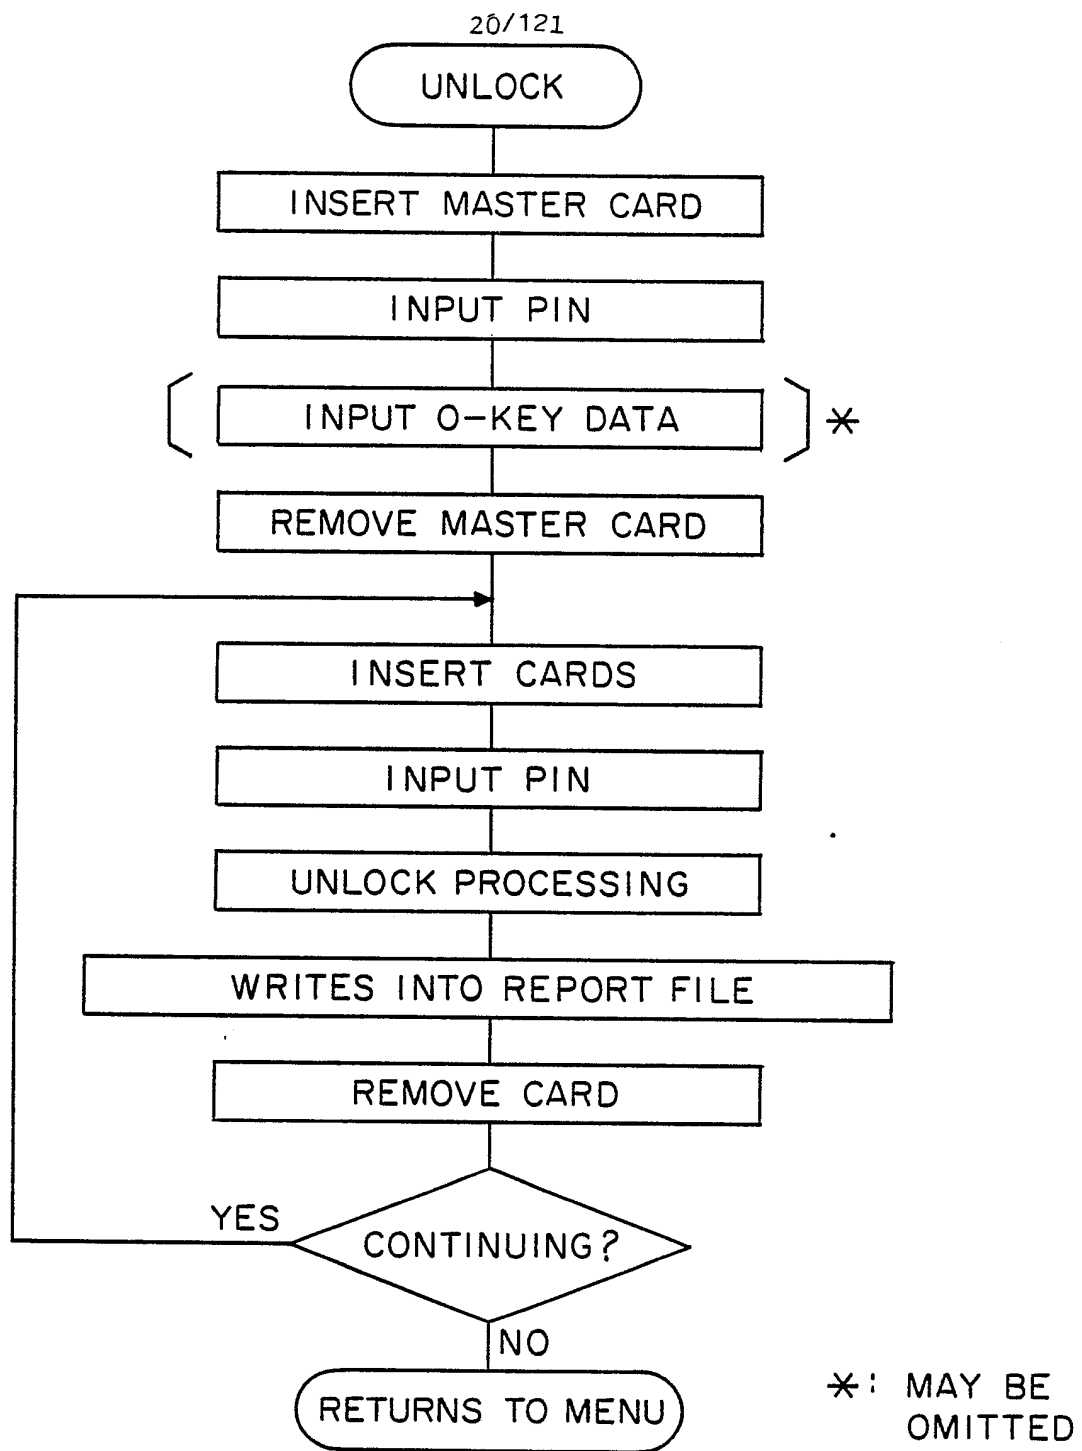 20/121
UNLOCK
INSERT MASTER CARD
INPUT PIN
INPUT O-KEY DATA
*
REMOVE MASTER CARD
INSERT CARDS
INPUT PIN
UNLOCK PROCESSING
WRITES INTO REPORT FILE
REMOVE CARD
YES
CONTINUING?
NO
RETURNS TO MENU
*: MAY BE
OMITTED